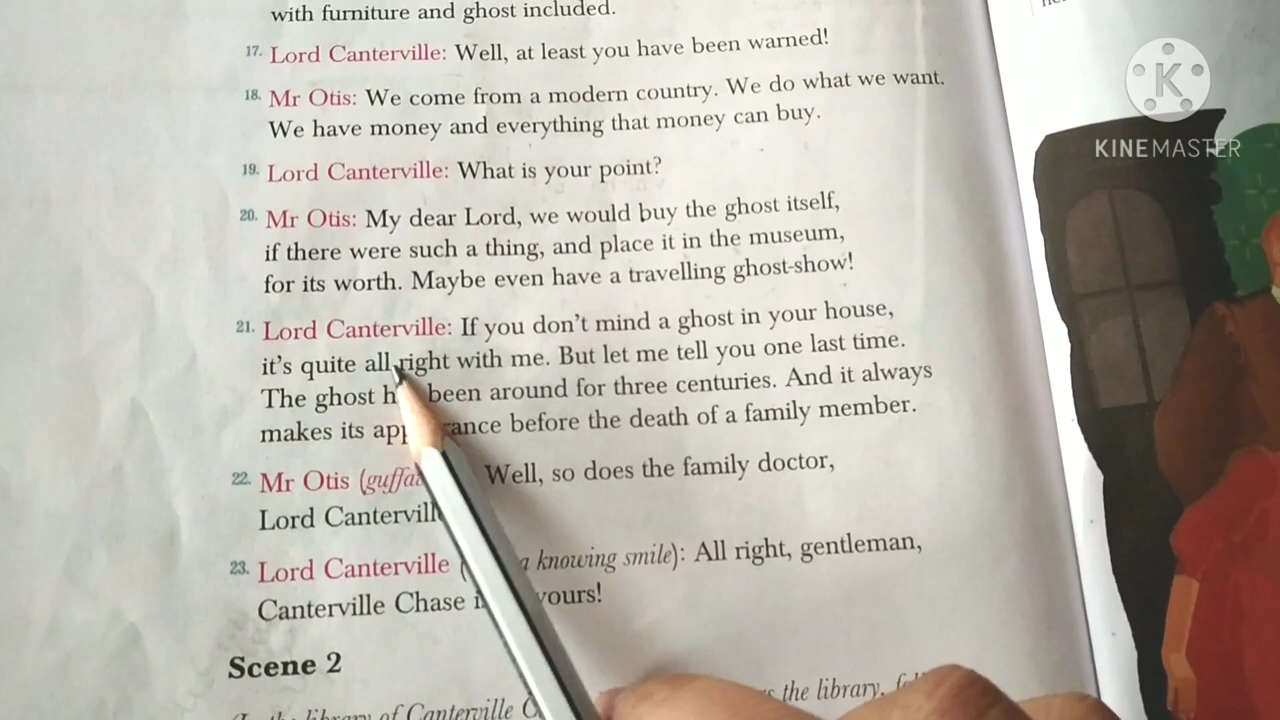 with furniture and ghost included.
17. Lord Canterville: Well, at least you have been warned!
18. Mr Otis: We come from a modern country. We do what we want.
We have money and everything that money can buy.
19. Lord Canterville: What is your point?
20. Mr Otis: My dear Lord, we would buy the ghost itself,
if there were such a thing, and place it in the museum,
for its worth. Maybe even have a travelling ghost-show!
21. Lord Canterville: If you don't mind a ghost in your house,
it's quite all right with me. But let me tell you one last time.
The ghost been around for three centuries. And it always
makes its before the death of a family member.
22. Mr Otis Well, so does the family doctor,
Lord
23. Lord Canterville a knowing smile): All right, gentleman,
Canterville Chase yours!
Scene 2
(In the library of Canterville the library,
KINEMASTER